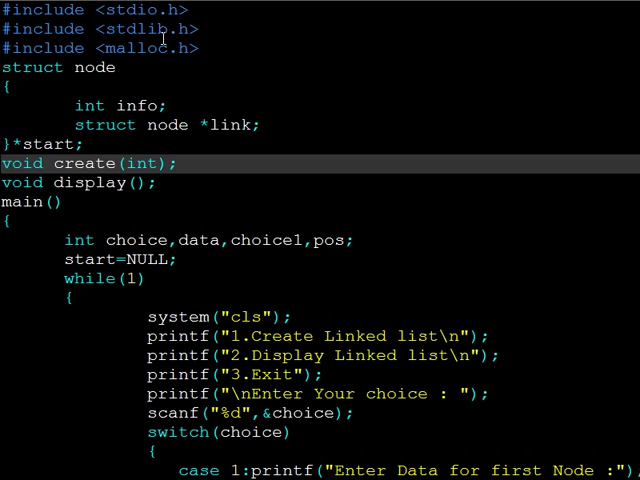 #include <stdio.h>
#include <stdlib.h>
#include <malloc.h>
struct node
{
int info;
struct node *link;
}*start;
void create(int);
void display();
main()
{
int choice,data,choice1,pos;
start=NULL;
while(1)
{
system("cls");
printf("1.Create Linked list\n");
printf("2.Display Linked list\n");
printf("3.Exit");
printf("\nEnter Your choice : ");
scanf("%d",&choice);
switch(choice)
{
case 1:printf("Enter Data for first Node :");